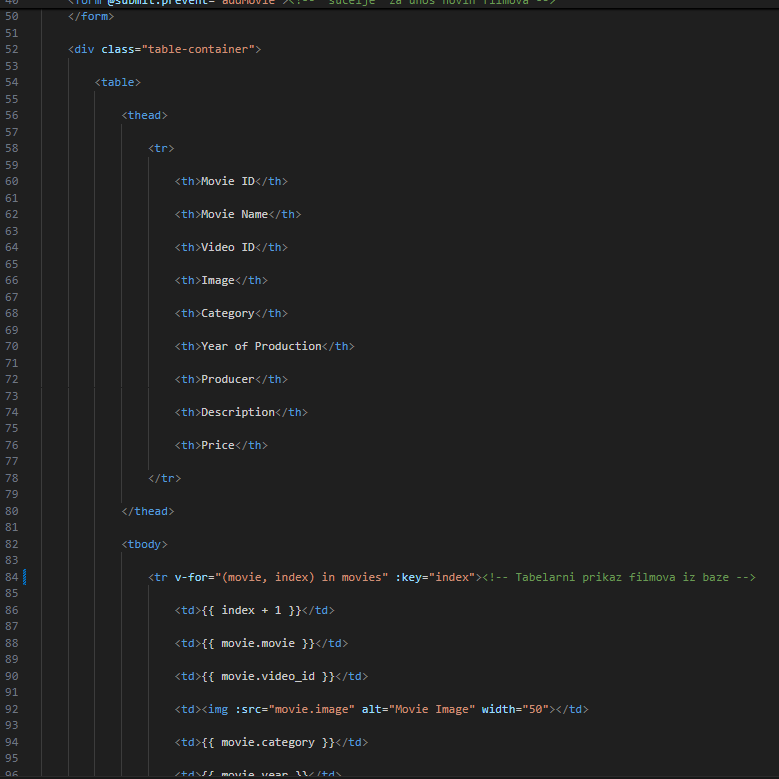 40 <form @submit.prevent="addMovie"><!-- "sučelje" za unos novih filmova -->
50 </form>
51
52 <div class="table-container">
53
54 <table>
55
56 <thead>
57
58 <tr>
59
60 <th>Movie ID</th>
61
62 <th>Movie Name</th>
63
64 <th>Video ID</th>
65
66 <th>Image</th>
67
68 <th>Category</th>
69
70 <th>Year of Production</th>
71
72 <th>Producer</th>
73
74 <th>Description</th>
75
76 <th>Price</th>
77
78 </tr>
79
80 </thead>
81
82 <tbody>
83
84 <tr v-for="(movie, index) in movies" :key="index"><!-- Tabelarni prikaz filmova iz baze -->
85
86 <td>{{ index + 1 }}</td>
87
88 <td>{{ movie.movie }}</td>
89
90 <td>{{ movie.video_id }}</td>
91
92 <td><img :src="movie.image" alt="Movie Image" width="50"></td>
93
94 <td>{{ movie.category }}</td>
95
96 <td>{{ movie.year }}</td>